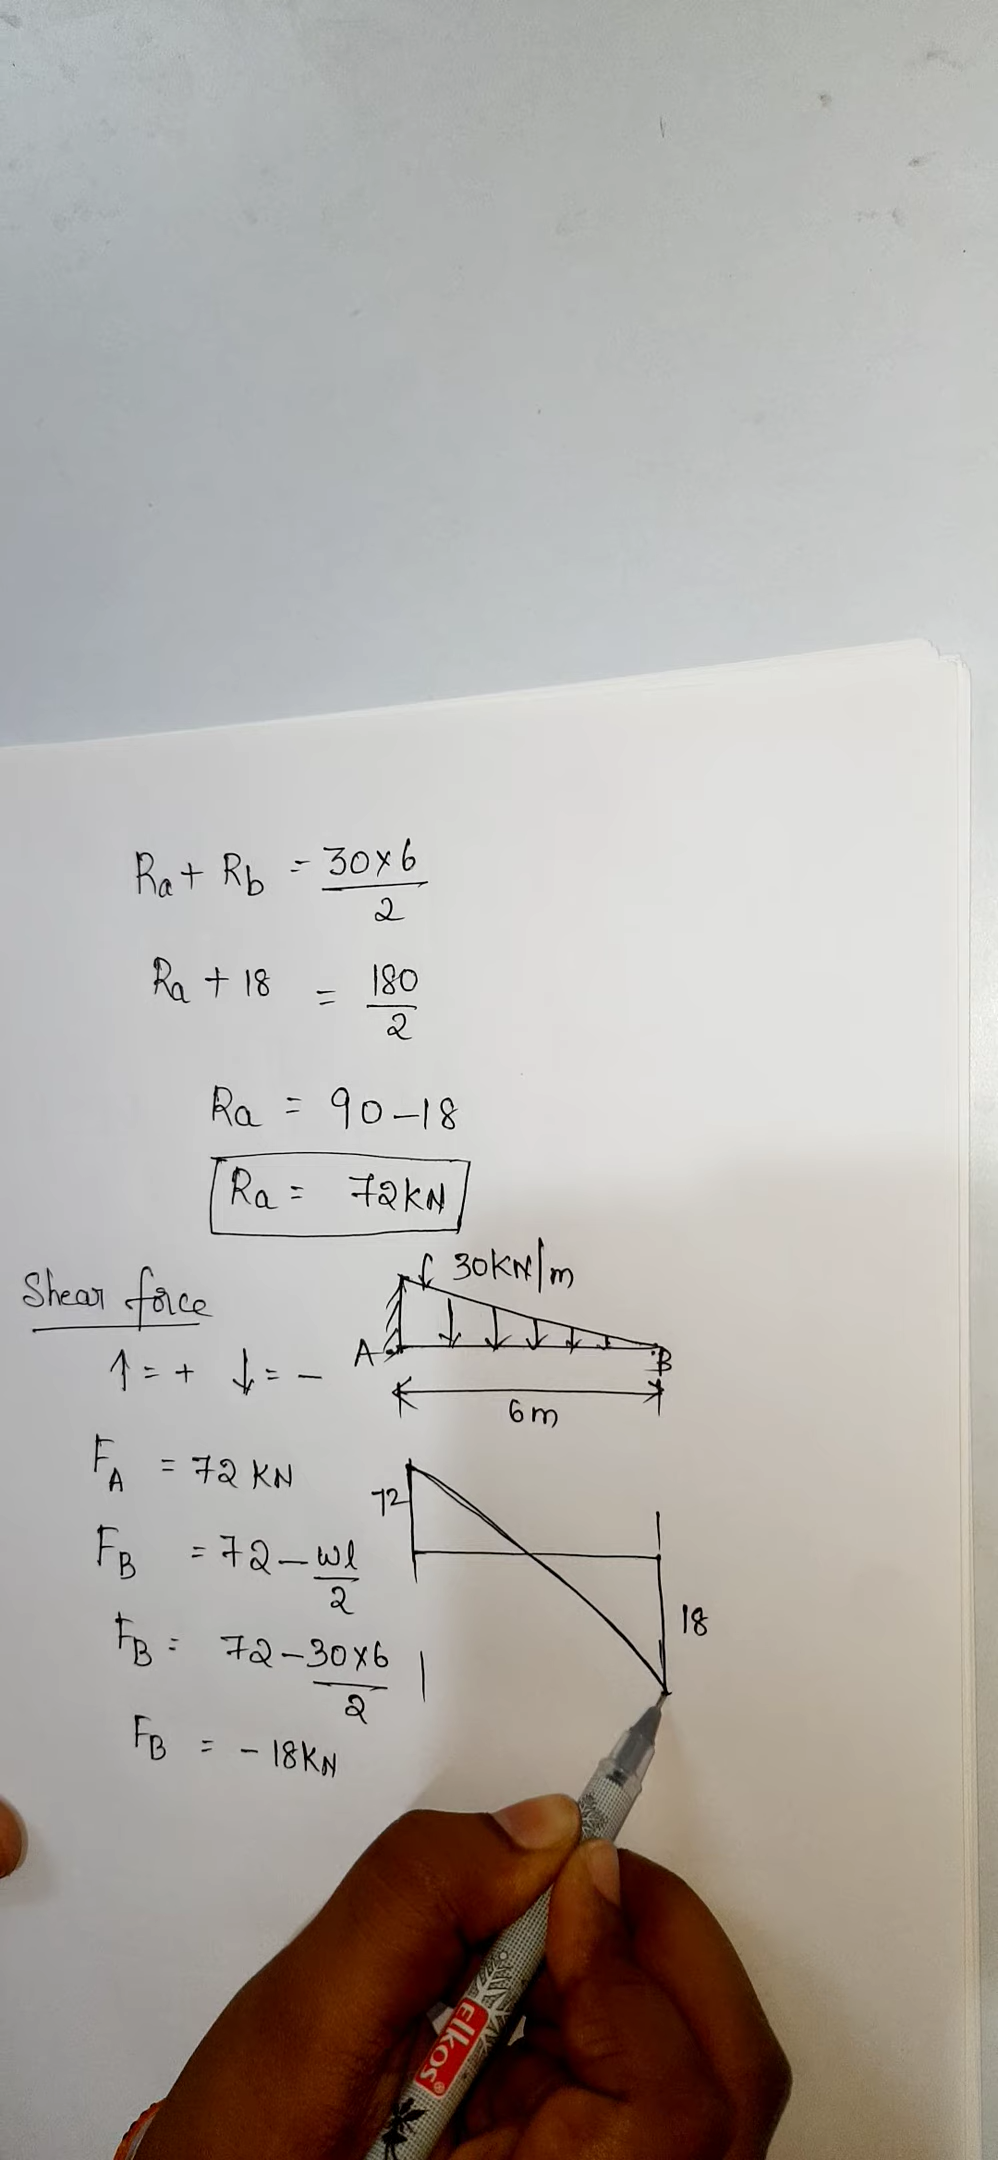 Ra + Rb = 30×6/2
Ra + 18 = 180/2
Ra = 90-18
Ra = 72KN
30KN/m
Shear force
↑ = + ↓ = -
A
B
6m
FA = 72 KN
72
FB = 72 - wl/2
18
FB = 72 - 30×6/2
FB = - 18KN
Elkos®